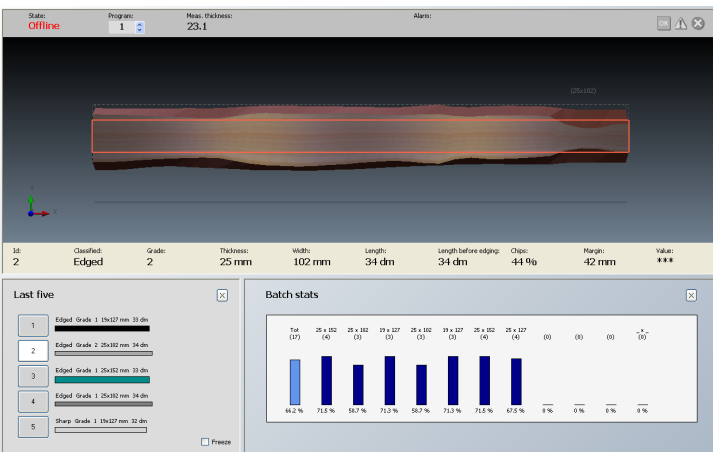 State: Program: Meas. thickness: Alarm:
Offline 1 23.1
OK
(25x102)
Y
X
Id: Classified: Grade: Thickness: Width: Length: Length before edging: Chips: Margin: Value:
2 Edged 2 25 mm 102 mm 34 dm 34 dm 44 % 42 mm ***
Last five
1 Edged Grade 1 19x127 mm 33 dm
2 Edged Grade 2 25x102 mm 34 dm
3 Edged Grade 1 25x152 mm 33 dm
4 Edged Grade 1 25x102 mm 34 dm
5 Sharp Grade 1 19x127 mm 32 dm
Freeze
Batch stats
Tot 25 x 152 25 x 102 19 x 127 25 x 102 19 x 127 25 x 152 25 x 127 _ x _
(17) (4) (3) (3) (3) (3) (4) (4) (0) (0) (0) (0)
66.2 % 71.5 % 58.7 % 71.3 % 58.7 % 71.3 % 71.5 % 67.5 % 0 % 0 % 0 % 0 %